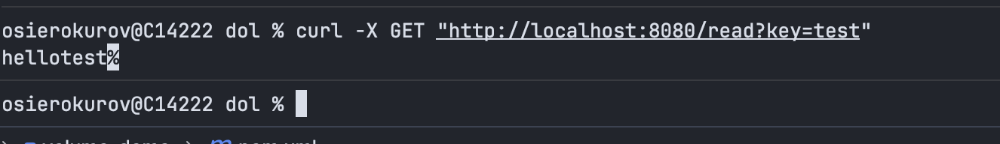 osierokurov@C14222 dol % curl -X GET "http://localhost:8080/read?key=test"
hellotest%
osierokurov@C14222 dol %